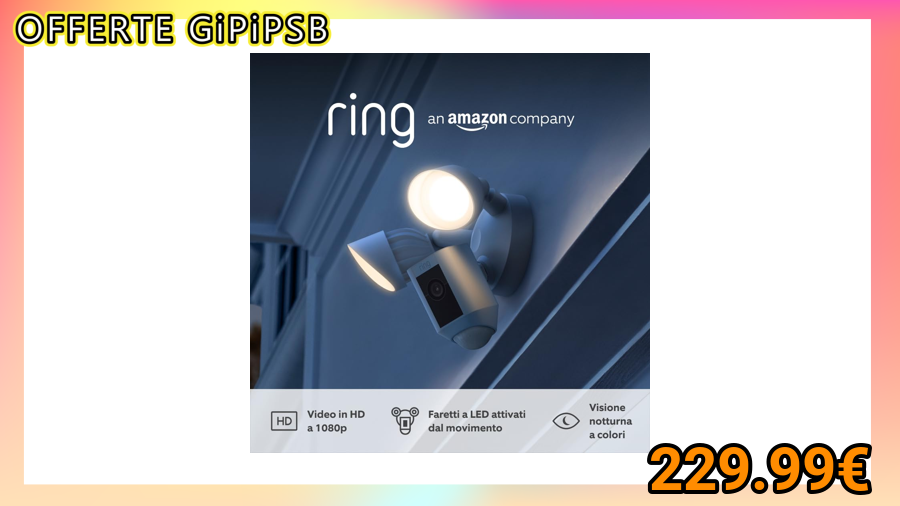 OFFERTE GiPiPSB
ring an amazon company
HD
Video in HD
a 1080p
Faretti a LED attivati
dal movimento
Visione
notturna
a colori
229.99€